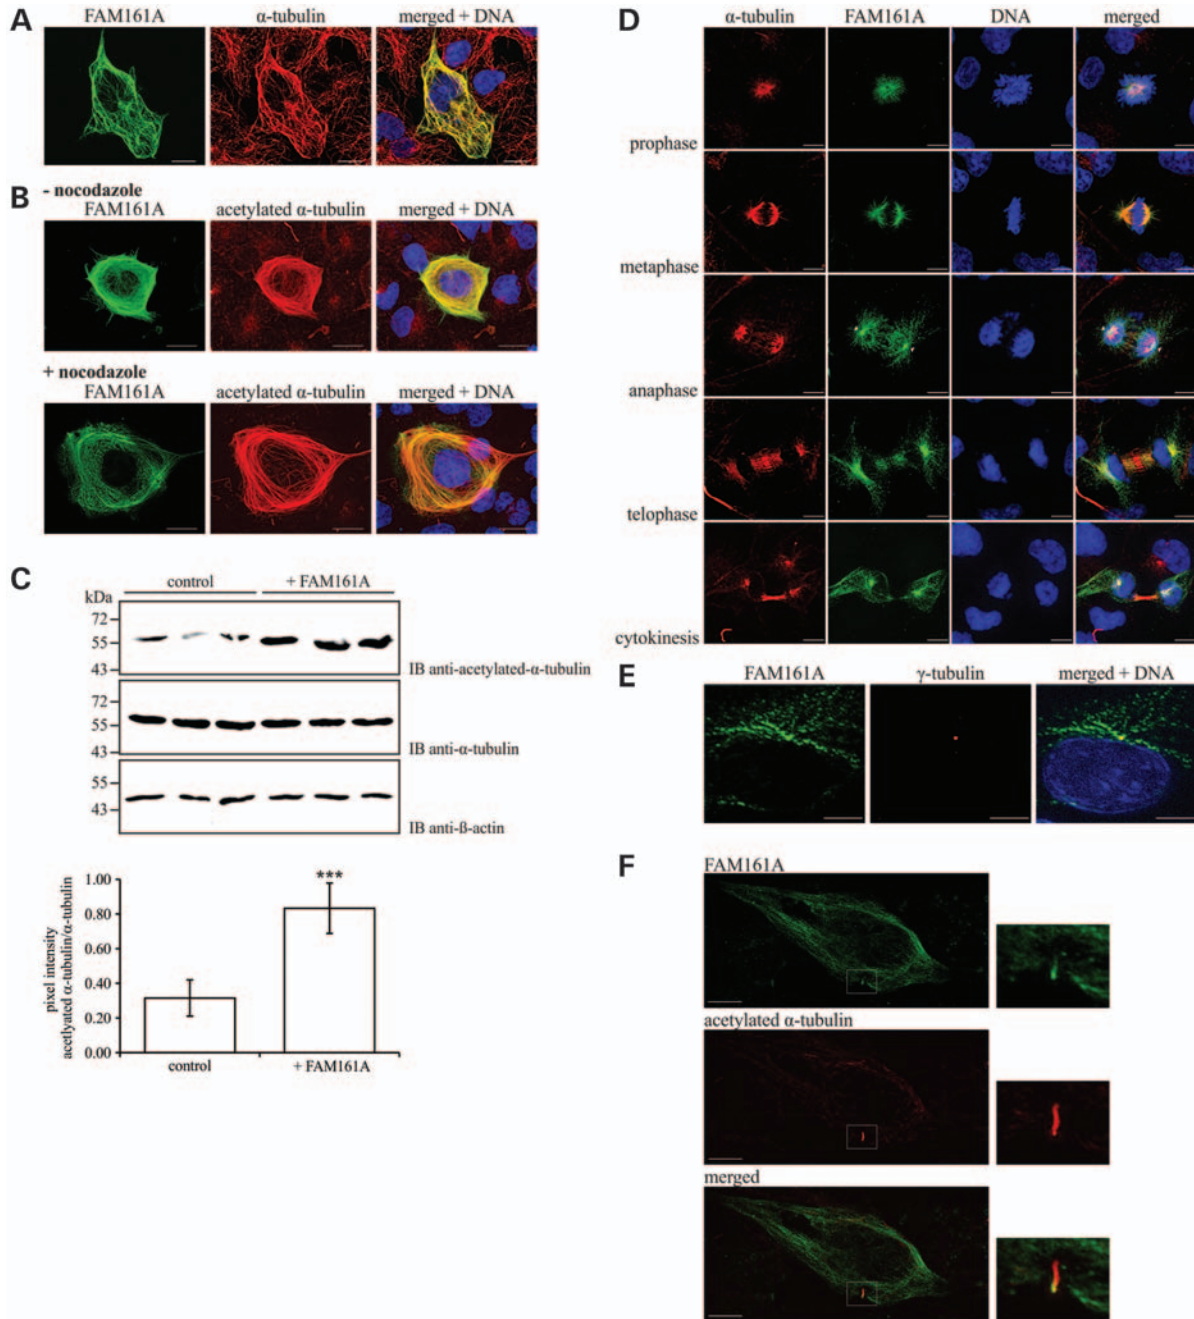 A
FAM161A α-tubulin merged + DNA
B
- nocodazole
FAM161A acetylated α-tubulin merged + DNA
+ nocodazole
FAM161A acetylated α-tubulin merged + DNA
C
control + FAM161A
kDa
72
55
43
IB anti-acetylated-α-tubulin
72
55
43
IB anti-α-tubulin
55
43
IB anti-ß-actin
pixel intensity
acetlyated α-tubulin/α-tubulin
1.00
0.80
0.60
0.40
0.20
0.00
***
control + FAM161A
D
α-tubulin FAM161A DNA merged
prophase
metaphase
anaphase
telophase
cytokinesis
E
FAM161A γ-tubulin merged + DNA
F
FAM161A
acetylated α-tubulin
merged